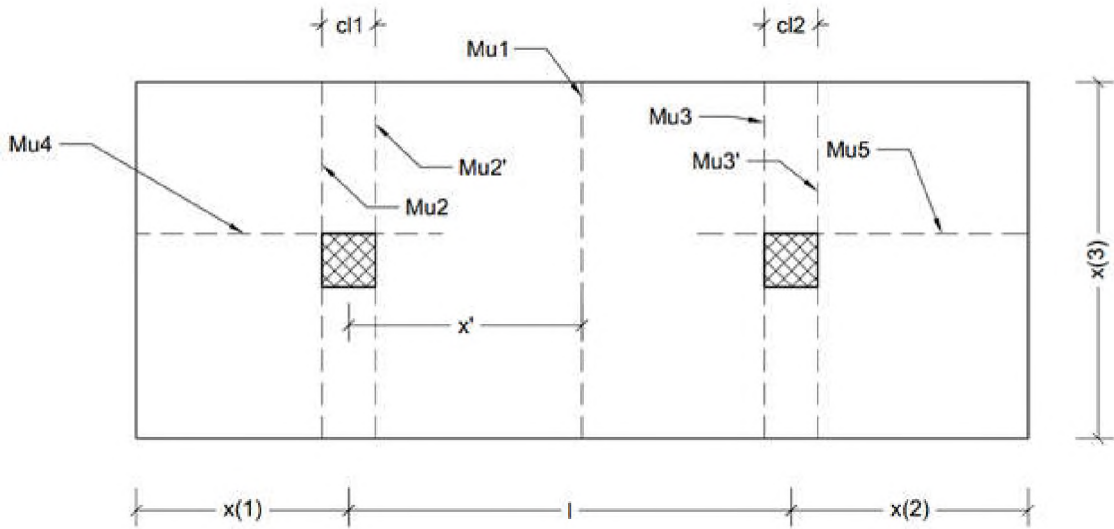 cl1
cl2
Mu1
Mu4
Mu2'
Mu2
Mu3
Mu3'
Mu5
x(3)
x'
x(1)
l
x(2)